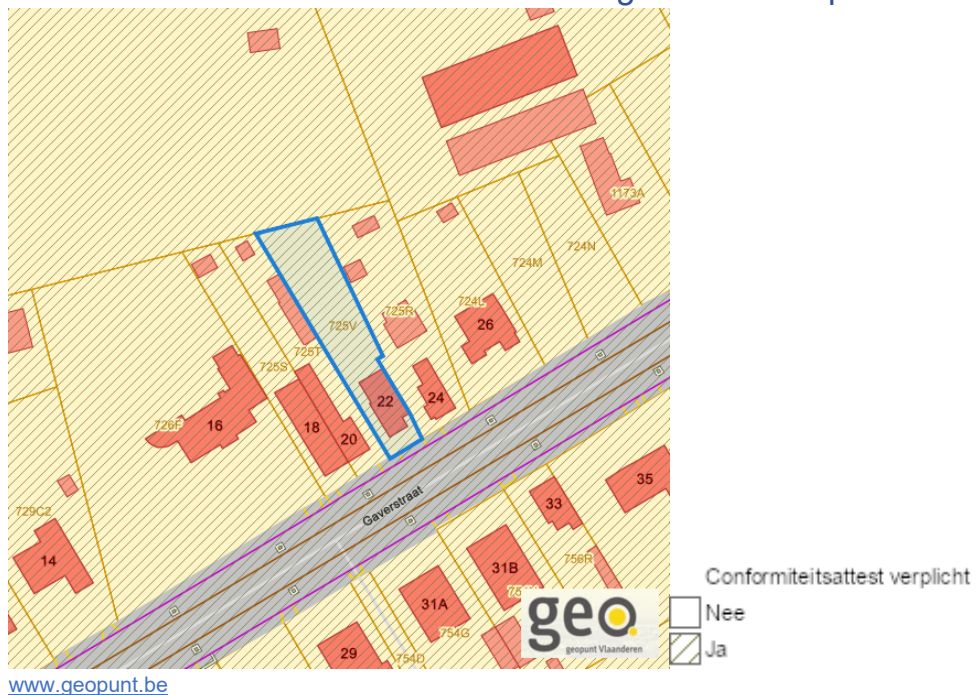 1173A
724N
724M
724L
725R
26
725V
725T
725S
22
24
726F
16
18
20
35
Gaverstraat
33
729C2
14
31B
756R
31A
754G
29
754D
geo.
geopunt Vlaanderen
Conformiteitsattest verplicht
Nee
Ja
www.geopunt.be